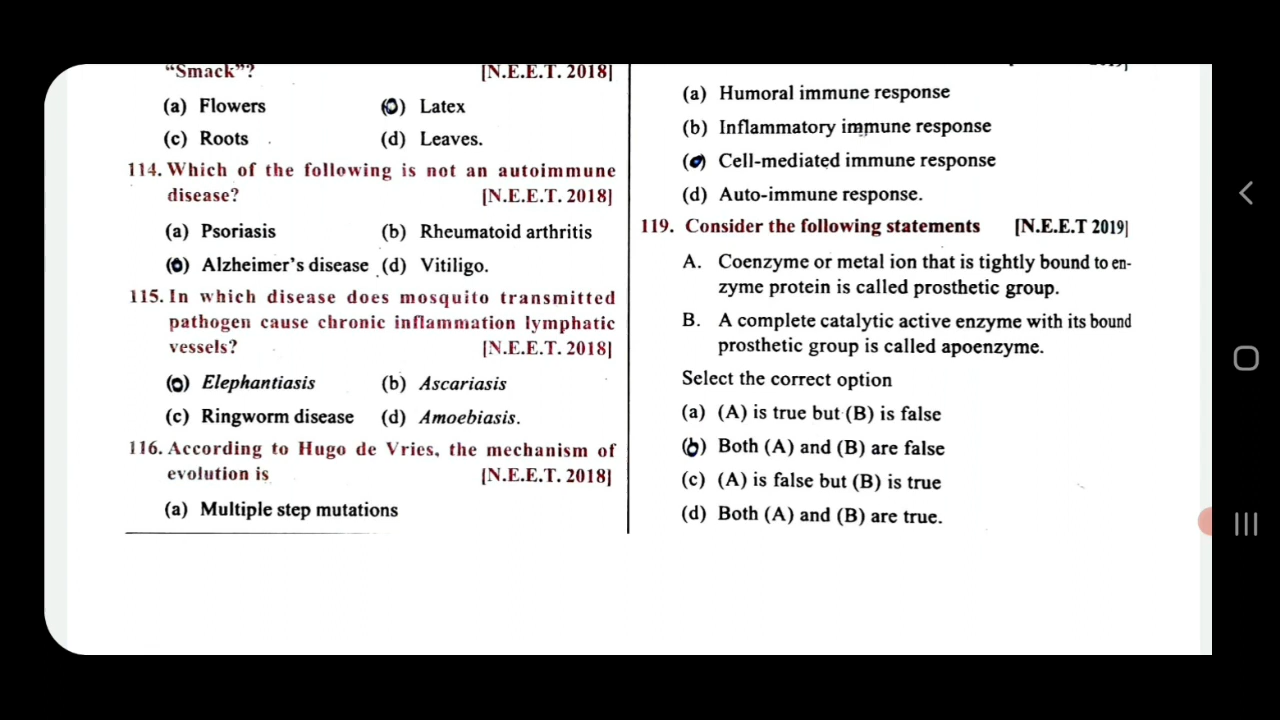 “Smack”? [N.E.E.T. 2018]
(a) Flowers () Latex
(c) Roots (d) Leaves.
114. Which of the following is not an autoimmune
disease? [N.E.E.T. 2018]
(a) Psoriasis (b) Rheumatoid arthritis
() Alzheimer’s disease (d) Vitiligo.
115. In which disease does mosquito transmitted
pathogen cause chronic inflammation lymphatic
vessels? [N.E.E.T. 2018]
() Elephantiasis (b) Ascariasis
(c) Ringworm disease (d) Amoebiasis.
116. According to Hugo de Vries, the mechanism of
evolution is [N.E.E.T. 2018]
(a) Multiple step mutations
(a) Humoral immune response
(b) Inflammatory immune response
() Cell-mediated immune response
(d) Auto-immune response.
119. Consider the following statements [N.E.E.T 2019]
A. Coenzyme or metal ion that is tightly bound to en-
zyme protein is called prosthetic group.
B. A complete catalytic active enzyme with its bound
prosthetic group is called apoenzyme.
Select the correct option
(a) (A) is true but (B) is false
(b) Both (A) and (B) are false
(c) (A) is false but (B) is true
(d) Both (A) and (B) are true.